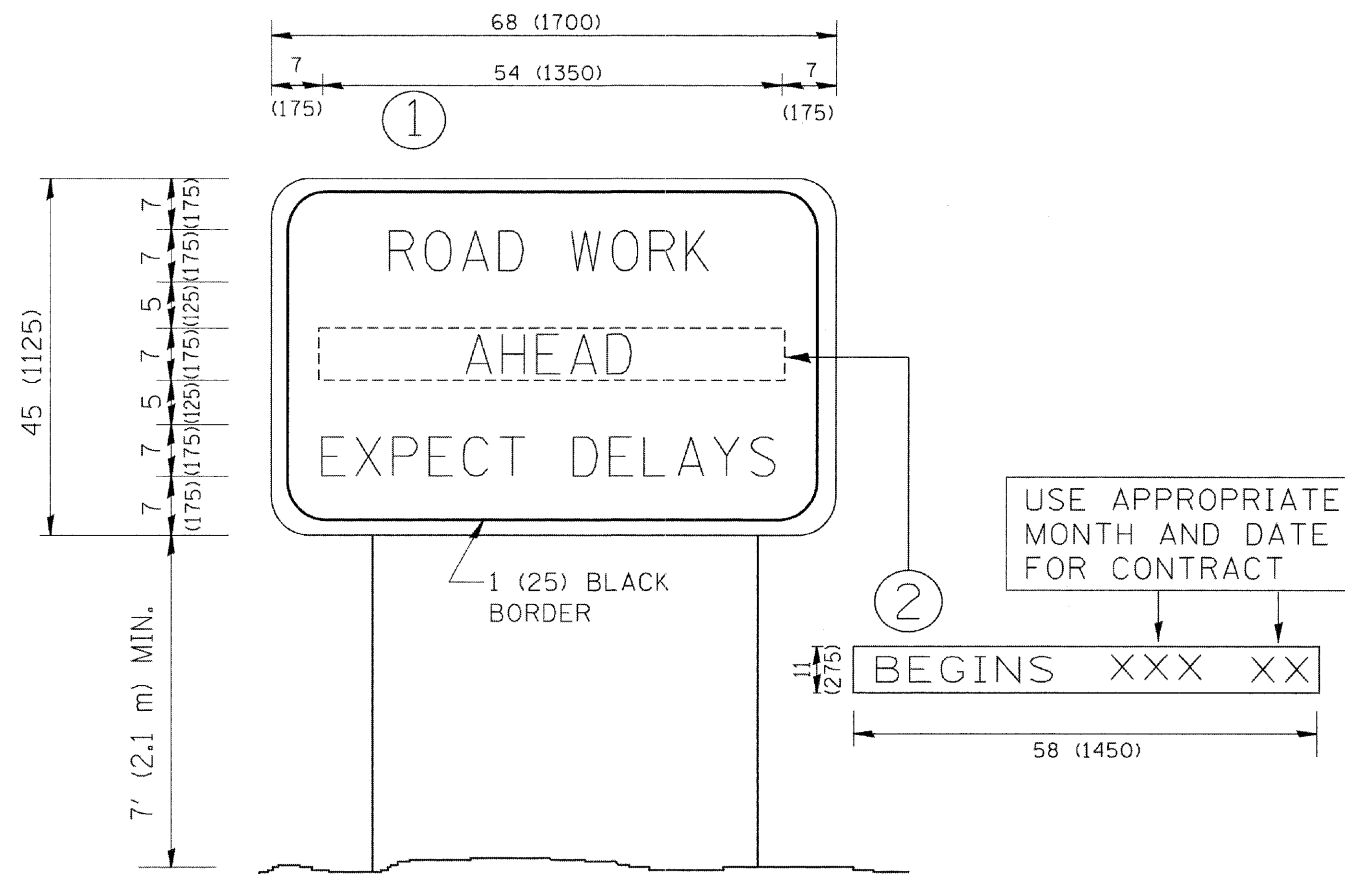 68 (1700)
7
54 (1350)
7
(175)
(175)
1
45 (1125)
7 (175)
7 (175)
5 (125)
7 (175)
5 (125)
7 (175)
7 (175)
7' (2.1 m) MIN.
ROAD WORK
AHEAD
EXPECT DELAYS
1 (25) BLACK
BORDER
2
USE APPROPRIATE
MONTH AND DATE
FOR CONTRACT
11
(275)
BEGINS XXX XX
58 (1450)